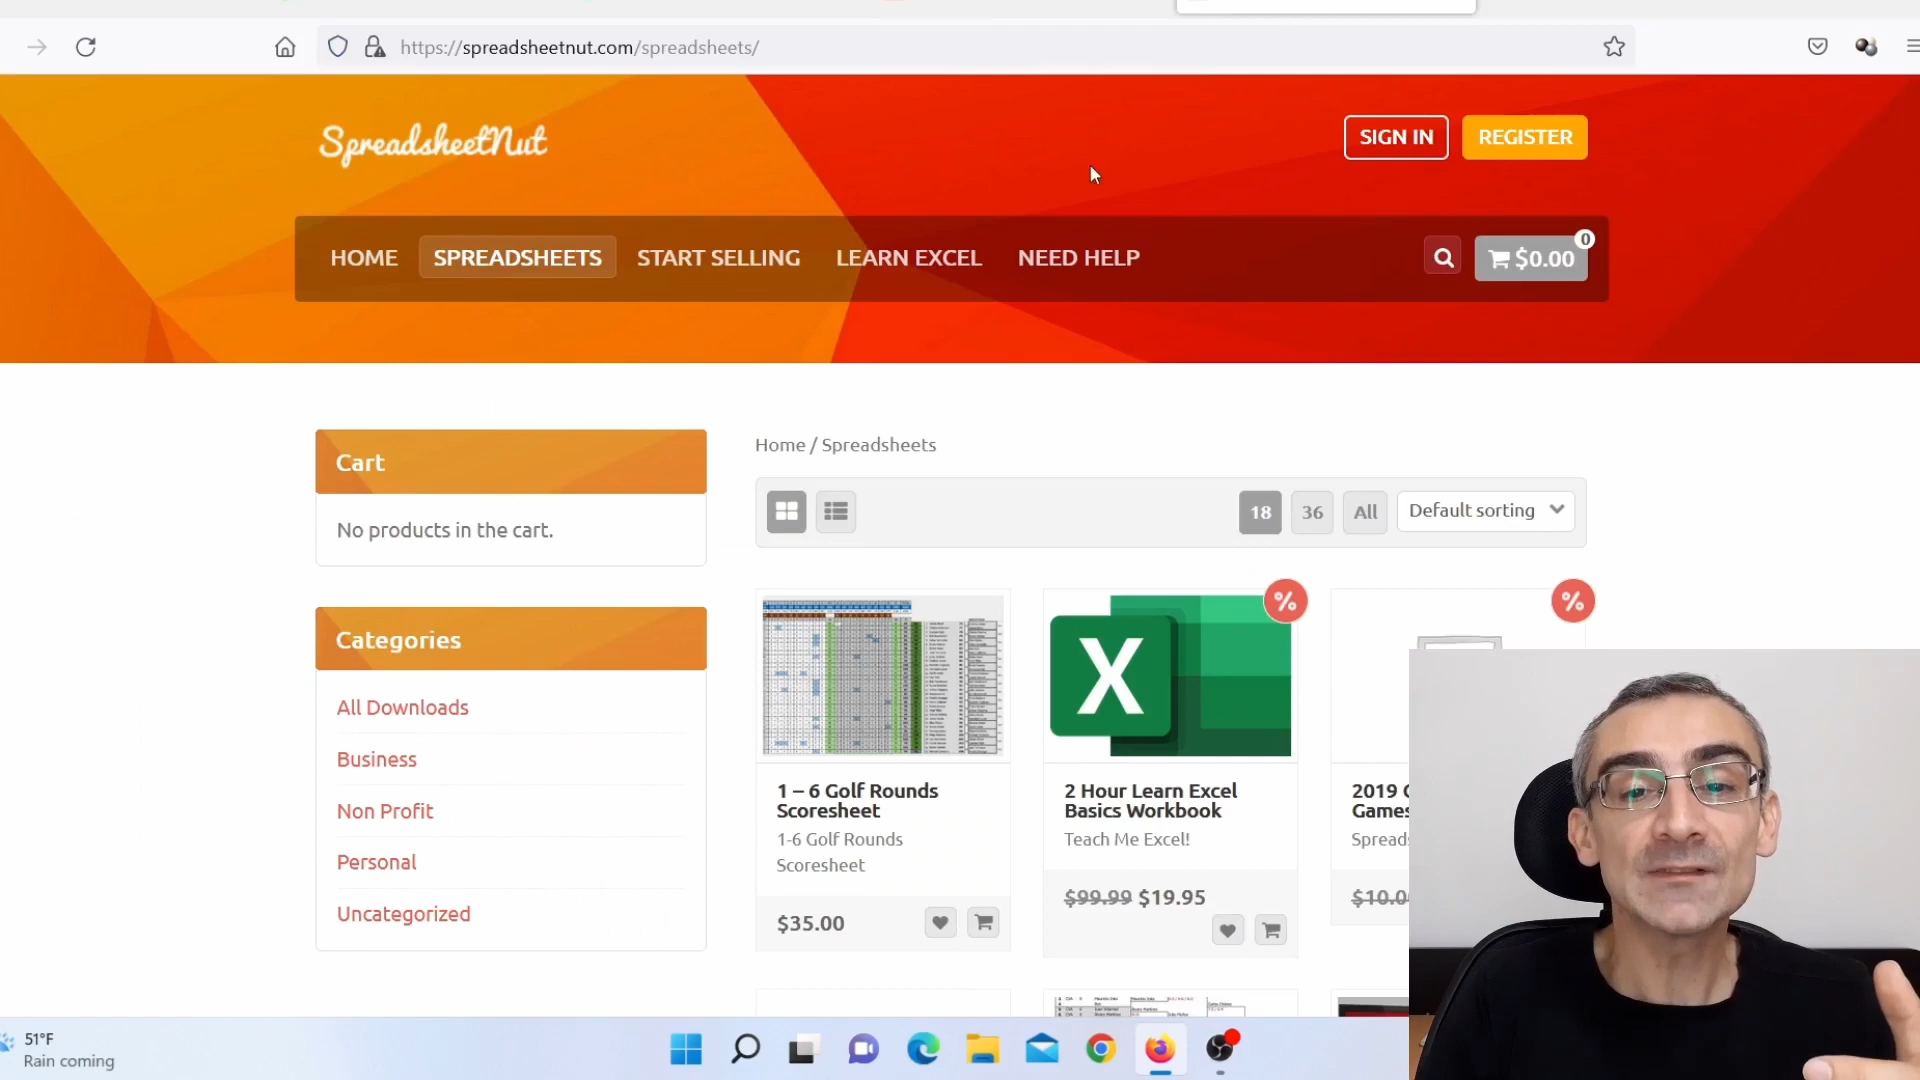 https://spreadsheetnut.com/spreadsheets/
SpreadsheetNut
SIGN IN
REGISTER
HOME
SPREADSHEETS
START SELLING
LEARN EXCEL
NEED HELP
0
$0.00
Cart
No products in the cart.
Categories
All Downloads
Business
Non Profit
Personal
Uncategorized
Home / Spreadsheets
18
36
All
Default sorting
1 – 6 Golf Rounds
Scoresheet
1-6 Golf Rounds
Scoresheet
$35.00
%
X
2 Hour Learn Excel
Basics Workbook
Teach Me Excel!
$99.99 $19.95
%
2019
Games
51°F
Rain coming